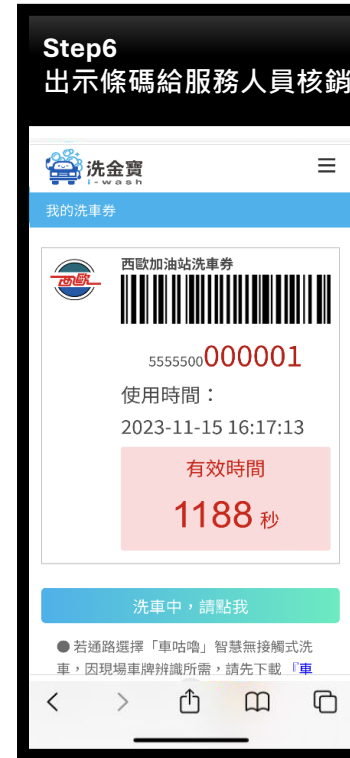 Step6
出示條碼給服務人員核銷
洗金寶
i-wash
我的洗車券
西歐
西歐加油站洗車券
5555500000001
使用時間：
2023-11-15 16:17:13
有效時間
1188 秒
洗車中，請點我
● 若通路選擇「車咕嚕」智慧無接觸式洗
車，因現場車牌辨識所需，請先下載 『車